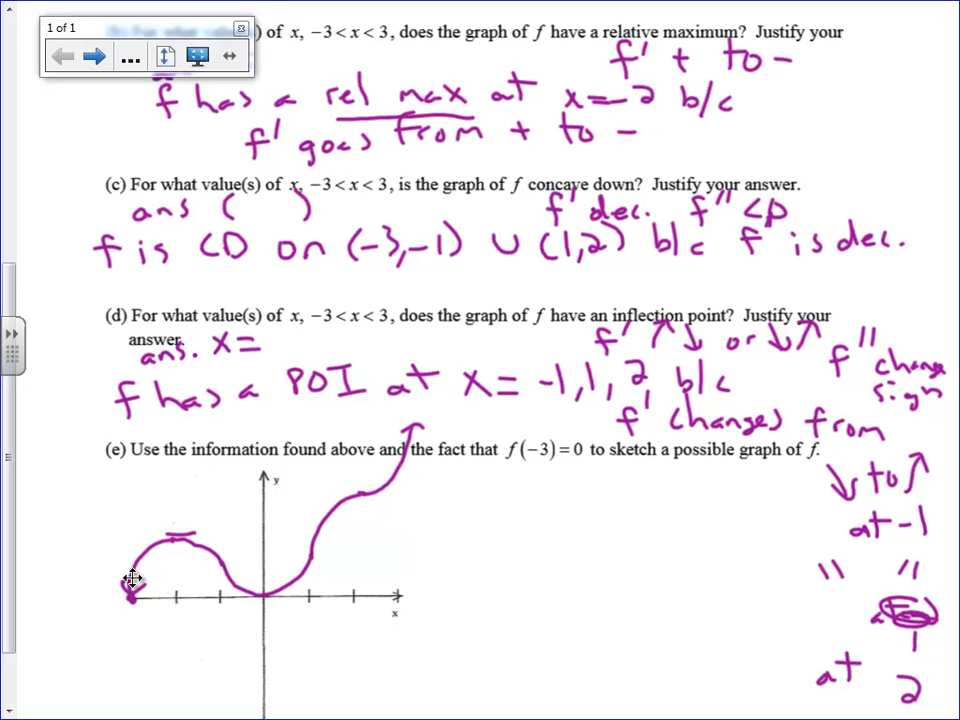 1 of 1
) of x, −3 < x < 3, does the graph of f have a relative maximum? Justify your
f' + to −
f has a rel max at x=−2 b/c
f' goes from + to −
(c) For what value(s) of x, −3 < x < 3, is the graph of f concave down? Justify your answer.
ans ( ) f' dec. f'' CD
f is CD on (−3,−1) ∪ (1,2) b/c f' is dec.
(d) For what value(s) of x, −3 < x < 3, does the graph of f have an inflection point? Justify your
answer.
ans. x= f' ↗↘ or ↘↗ f'' change sign
f has a POI at x= −1,1,2 b/c
f' changes from
(e) Use the information found above and the fact that f(−3) = 0 to sketch a possible graph of f.
↘ to ↗
at −1
" "
1
at 2
y
x